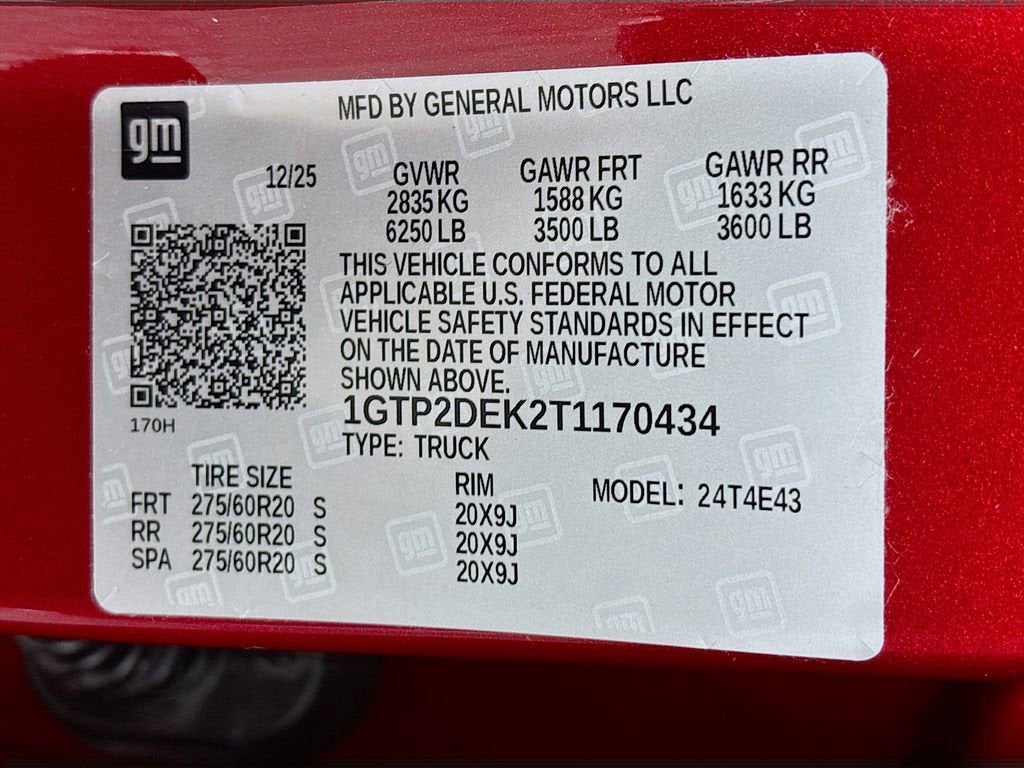 gm
MFD BY GENERAL MOTORS LLC
12/25 GVWR GAWR FRT GAWR RR
2835 KG 1588 KG 1633 KG
6250 LB 3500 LB 3600 LB
THIS VEHICLE CONFORMS TO ALL
APPLICABLE U.S. FEDERAL MOTOR
VEHICLE SAFETY STANDARDS IN EFFECT
ON THE DATE OF MANUFACTURE
SHOWN ABOVE.
170H
1GTP2DEK2T1170434
TYPE: TRUCK
TIRE SIZE RIM MODEL: 24T4E43
FRT 275/60R20 S 20X9J
RR 275/60R20 S 20X9J
SPA 275/60R20 S 20X9J